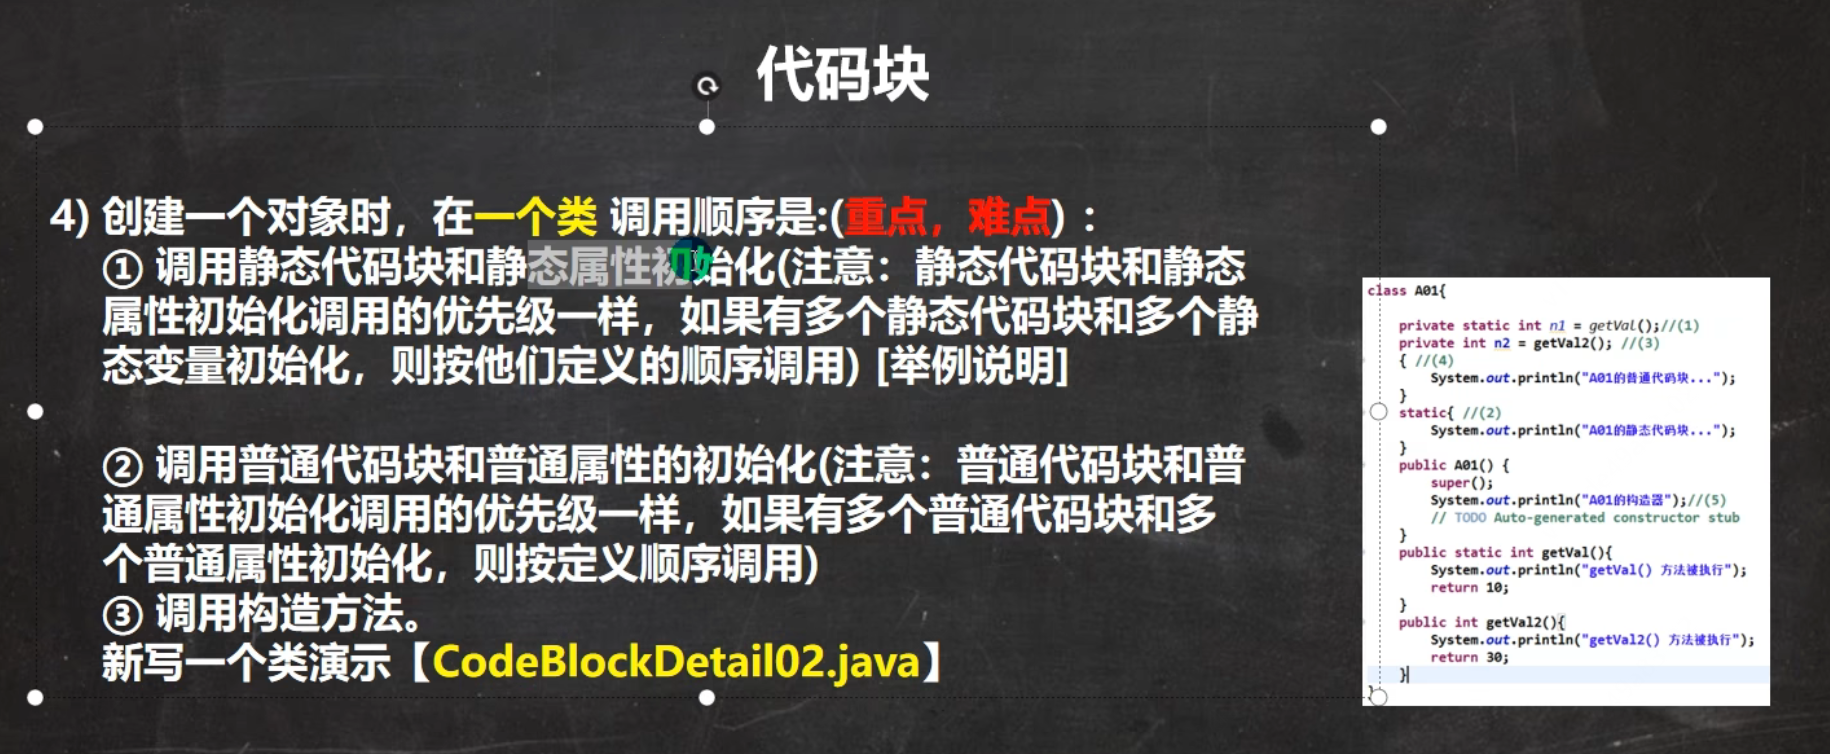 代码块
4) 创建一个对象时，在一个类 调用顺序是:(重点，难点)：
① 调用静态代码块和静态属性初始化(注意：静态代码块和静态
属性初始化调用的优先级一样，如果有多个静态代码块和多个静
态变量初始化，则按他们定义的顺序调用) [举例说明]
② 调用普通代码块和普通属性的初始化(注意：普通代码块和普
通属性初始化调用的优先级一样，如果有多个普通代码块和多
个普通属性初始化，则按定义顺序调用)
③ 调用构造方法。
新写一个类演示【CodeBlockDetail02.java】
class A01{
private static int n1 = getVal();//(1)
private int n2 = getVal2(); //(3)
{ //(4)
System.out.println("A01的普通代码块...");
}
static{ //(2)
System.out.println("A01的静态代码块...");
}
public A01() {
super();
System.out.println("A01的构造器");//(5)
// TODO Auto-generated constructor stub
}
public static int getVal(){
System.out.println("getVal() 方法被执行");
return 10;
}
public int getVal2(){
System.out.println("getVal2() 方法被执行");
return 30;
}
}